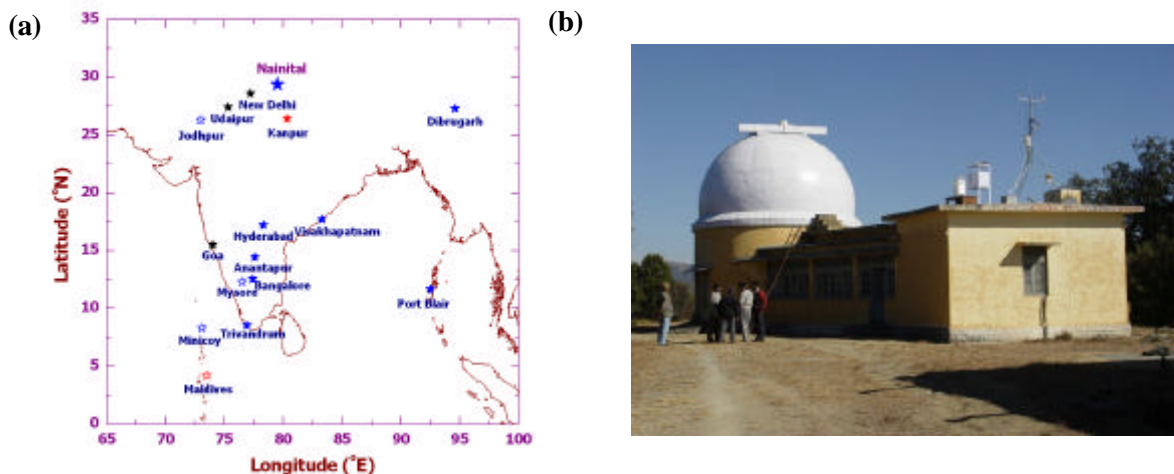 (a)
(b)
35
30
25
20
15
10
5
0
Latitude (°N)
Nainital
New Delhi
Udaipur
Jodhpur
Kanpur
Dibrugarh
Visakhapatnam
Hyderabad
Goa
Anantapur
Bangalore
Mysore
Port Blair
Trivandrum
Minicoy
Maldives
65 70 75 80 85 90 95 100
Longitude (°E)